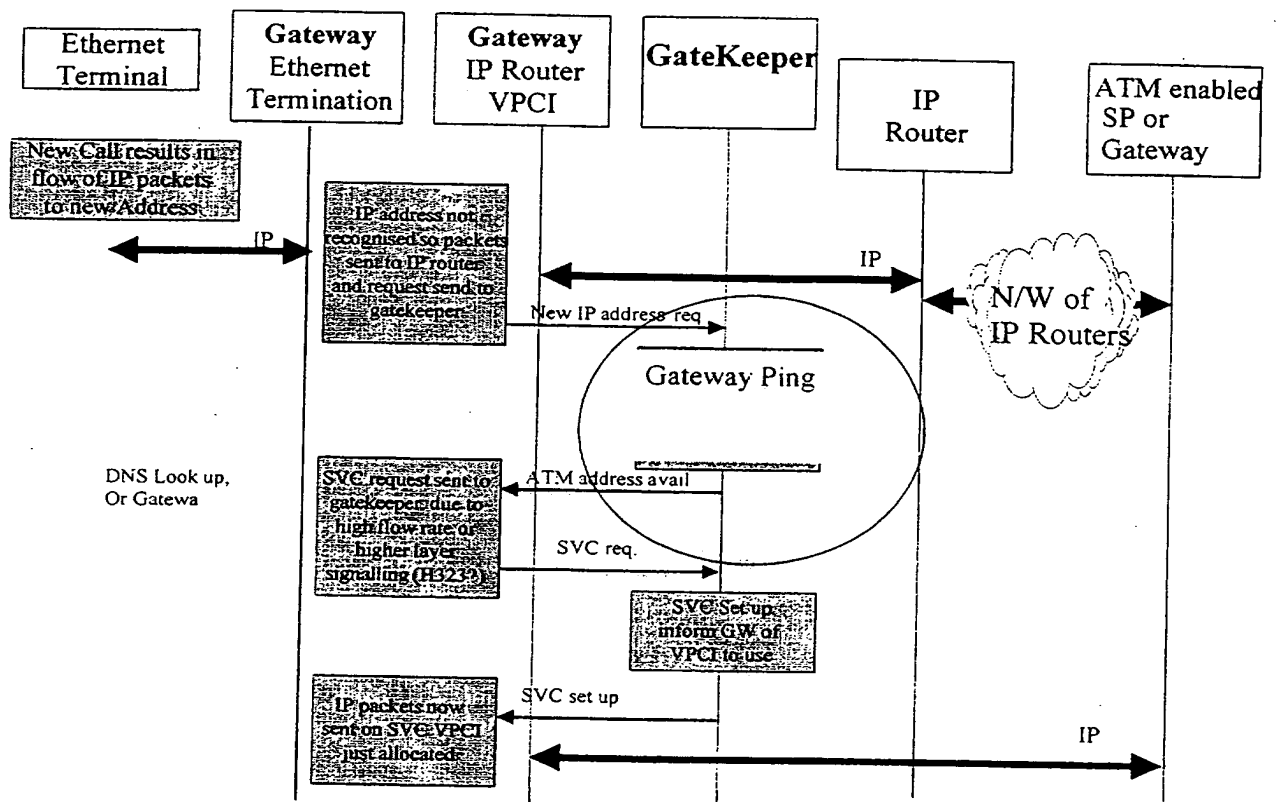 Ethernet
Terminal
Gateway
Ethernet
Termination
Gateway
IP Router
VPCI
GateKeeper
IP
Router
ATM enabled
SP or
Gateway
New Call results in
flow of IP packets
to new Address
IP
IP address not
recognised so packets
sent to IP router
and request send to
gatekeeper
IP
N/W of
IP Routers
New IP address req
Gateway Ping
DNS Look up,
Or Gatewa
SVC request sent to
gatekeeper due to
high flow rate or
higher layer
signalling (H323?)
ATM address avail
SVC req.
SVC Set up
inform GW of
VPCI to use
IP packets now
sent on SVC VPCI
just allocated
SVC set up
IP